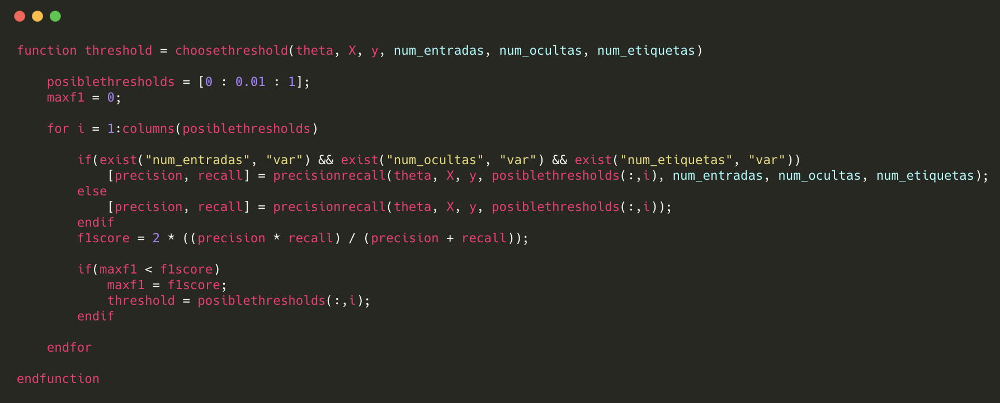 function threshold = choosethreshold(theta, X, y, num_entradas, num_ocultas, num_etiquetas)
posiblethresholds = [0 : 0.01 : 1];
maxf1 = 0;
for i = 1:columns(posiblethresholds)
if(exist("num_entradas", "var") && exist("num_ocultas", "var") && exist("num_etiquetas", "var"))
[precision, recall] = precisionrecall(theta, X, y, posiblethresholds(:,i), num_entradas, num_ocultas, num_etiquetas);
else
[precision, recall] = precisionrecall(theta, X, y, posiblethresholds(:,i));
endif
f1score = 2 * ((precision * recall) / (precision + recall));
if(maxf1 < f1score)
maxf1 = f1score;
threshold = posiblethresholds(:,i);
endif
endfor
endfunction